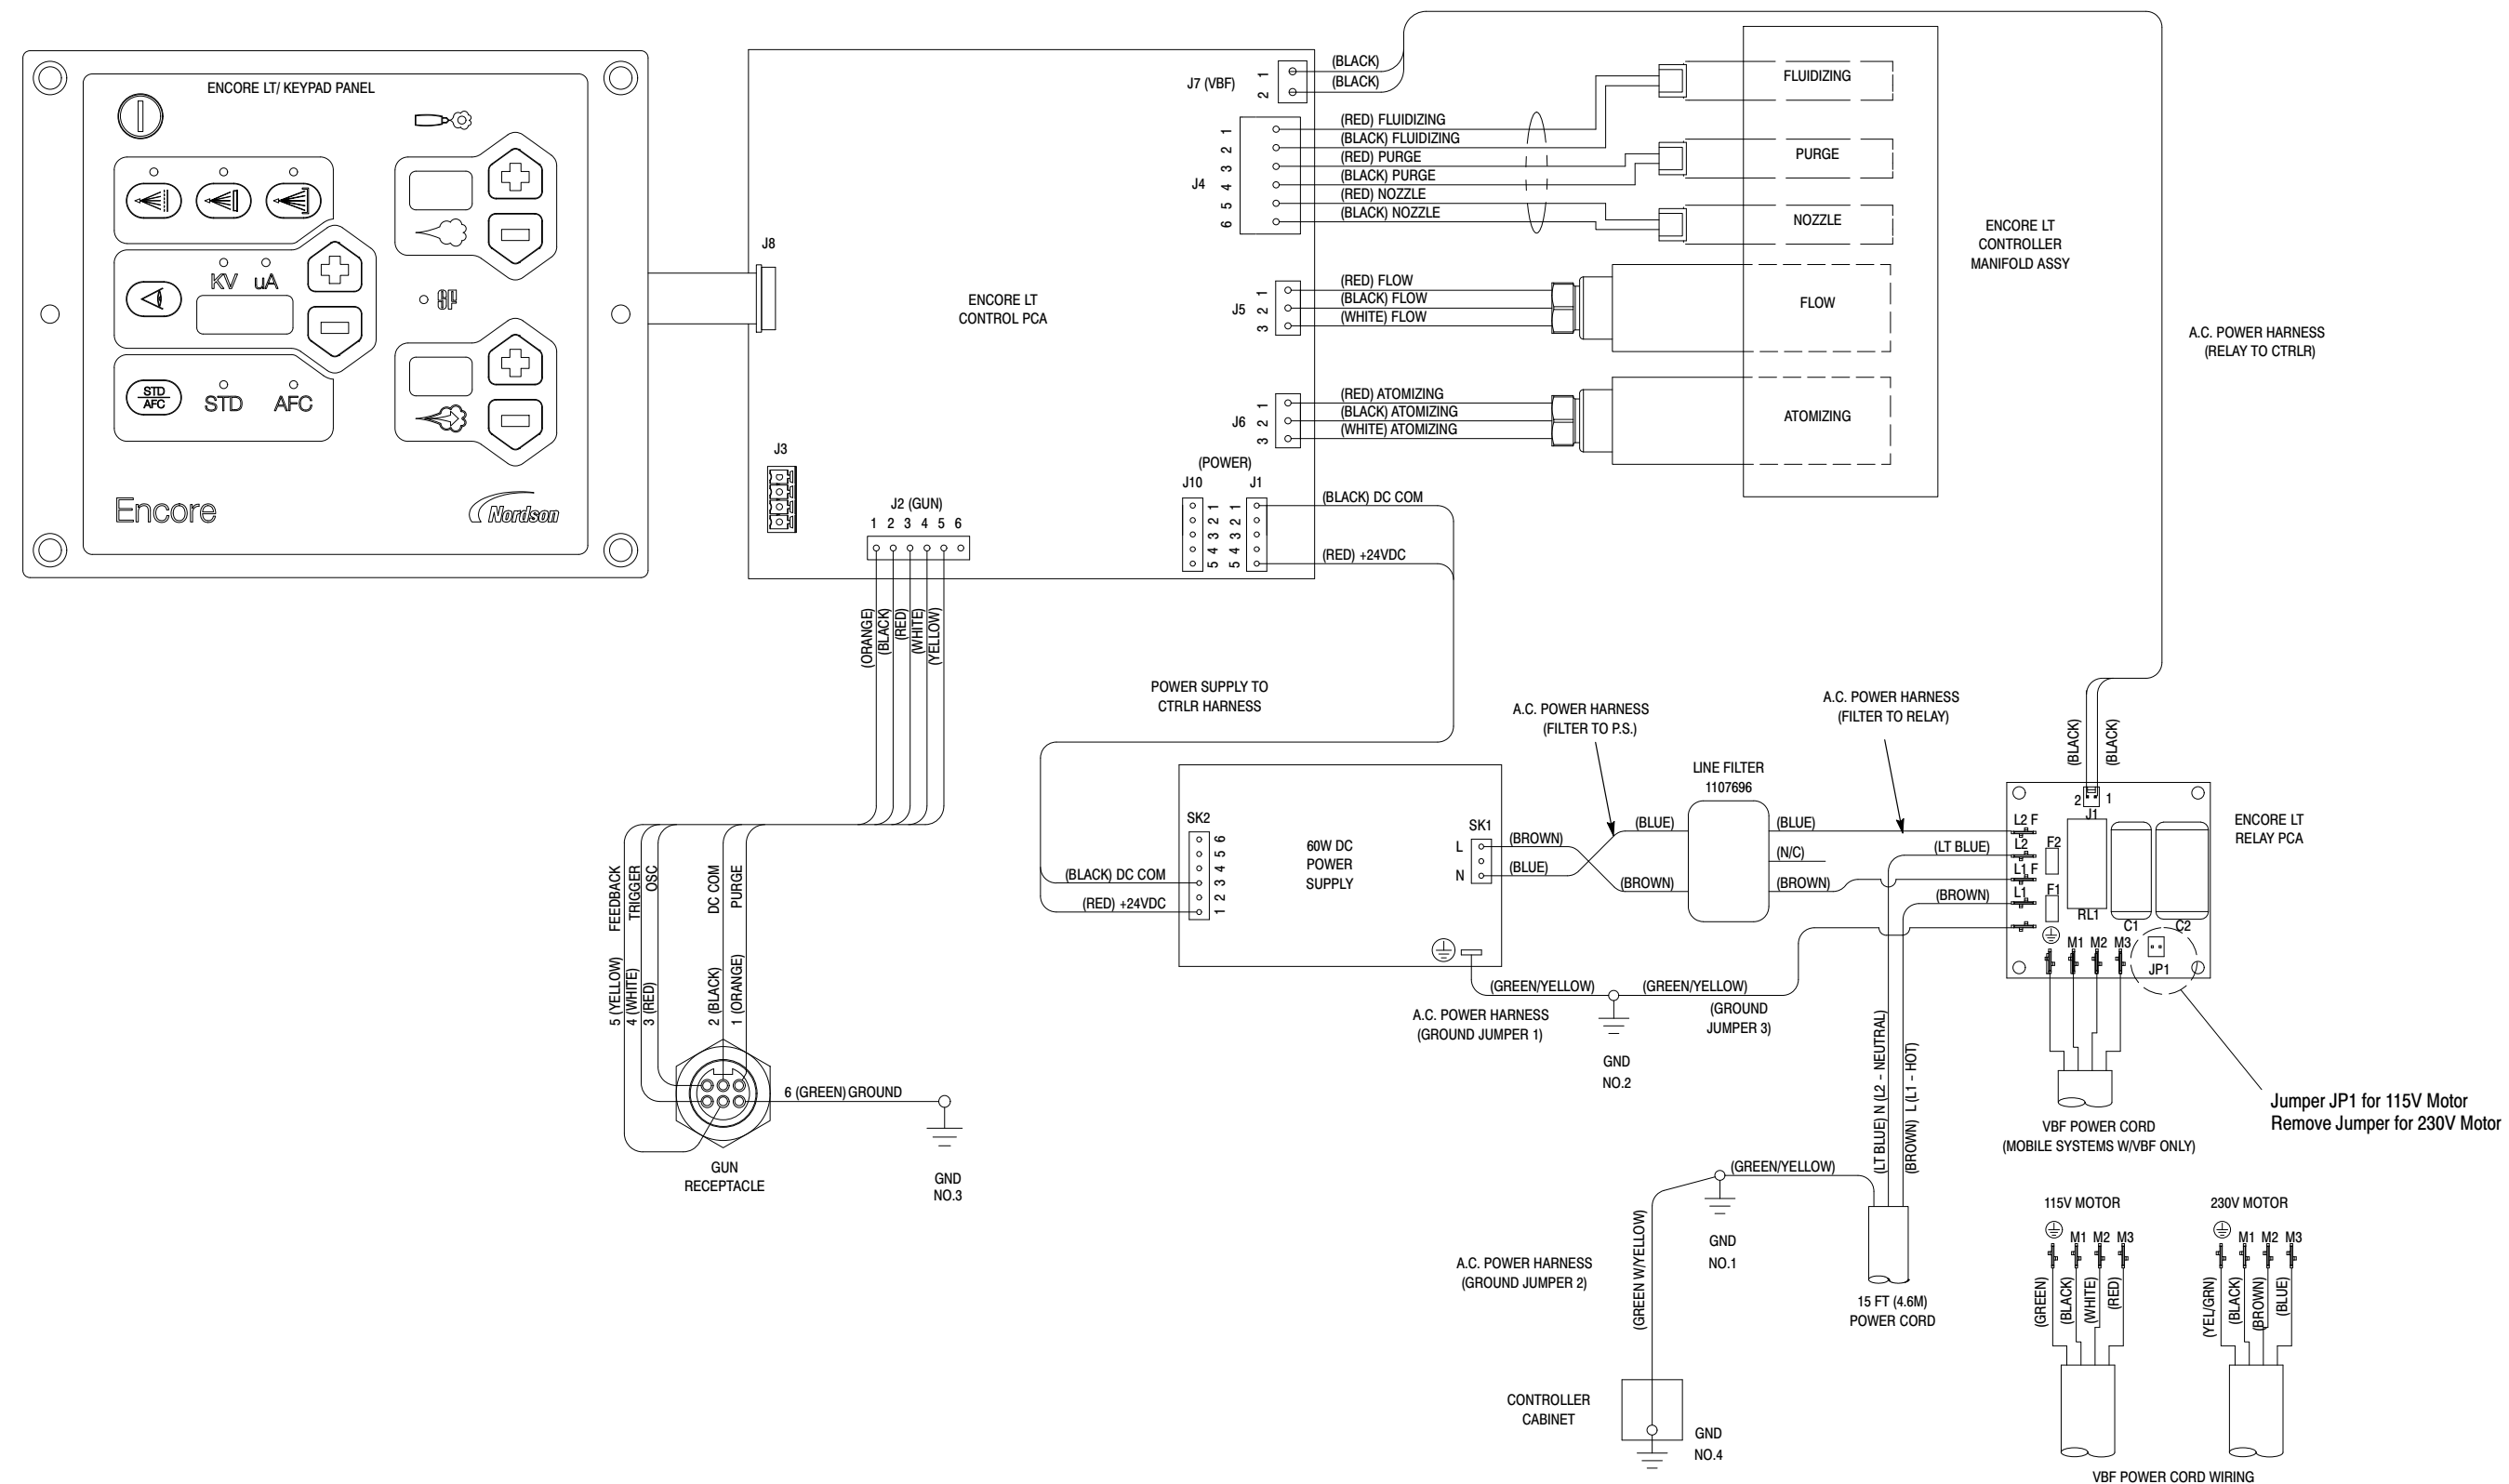 ENCORE LT/ KEYPAD PANEL
KV uA
SF
STD
AFC
STD AFC
Encore
Nordson
J8
J3
ENCORE LT
CONTROL PCA
J7 (VBF)
1
2
(BLACK)
(BLACK)
J4
1
2
3
4
5
6
(RED) FLUIDIZING
(BLACK) FLUIDIZING
(RED) PURGE
(BLACK) PURGE
(RED) NOZZLE
(BLACK) NOZZLE
J5
1
2
3
(RED) FLOW
(BLACK) FLOW
(WHITE) FLOW
J6
1
2
3
(RED) ATOMIZING
(BLACK) ATOMIZING
(WHITE) ATOMIZING
FLUIDIZING
PURGE
NOZZLE
FLOW
ATOMIZING
ENCORE LT
CONTROLLER
MANIFOLD ASSY
A.C. POWER HARNESS
(RELAY TO CTRLR)
(POWER)
J10 J1
1 1
2 2
3 3
4 4
5 5
(BLACK) DC COM
(RED) +24VDC
J2 (GUN)
1 2 3 4 5 6
(ORANGE)
(BLACK)
(RED)
(WHITE)
(YELLOW)
POWER SUPPLY TO
CTRLR HARNESS
5 (YELLOW) FEEDBACK
4 (WHITE) TRIGGER
3 (RED) OSC
2 (BLACK) DC COM
1 (ORANGE) PURGE
6 (GREEN) GROUND
GUN
RECEPTACLE
GND
NO.3
SK2
6
5
4
3
2
1
(BLACK) DC COM
(RED) +24VDC
60W DC
POWER
SUPPLY
SK1
L
N
(BROWN)
(BLUE)
A.C. POWER HARNESS
(FILTER TO P.S.)
(BLUE)
(BROWN)
LINE FILTER
1107696
(BLUE)
(N/C)
(BROWN)
A.C. POWER HARNESS
(FILTER TO RELAY)
(LT BLUE)
(BROWN)
(GREEN/YELLOW)
(GREEN/YELLOW)
A.C. POWER HARNESS
(GROUND JUMPER 1)
(GROUND
JUMPER 3)
GND
NO.2
(BLACK)
(BLACK)
2 1
J1
L2 F
L2
L1 F
L1
F2
F1
RL1
C1
C2
M1 M2 M3
JP1
ENCORE LT
RELAY PCA
Jumper JP1 for 115V Motor
Remove Jumper for 230V Motor
VBF POWER CORD
(MOBILE SYSTEMS W/VBF ONLY)
(LT BLUE) N (L2 - NEUTRAL)
(BROWN) L (L1 - HOT)
(GREEN/YELLOW)
GND
NO.1
15 FT (4.6M)
POWER CORD
A.C. POWER HARNESS
(GROUND JUMPER 2)
(GREEN W/YELLOW)
CONTROLLER
CABINET
GND
NO.4
115V MOTOR
M1 M2 M3
(GREEN)
(BLACK)
(WHITE)
(RED)
230V MOTOR
M1 M2 M3
(YEL/GRN)
(BLACK)
(BROWN)
(BLUE)
VBF POWER CORD WIRING